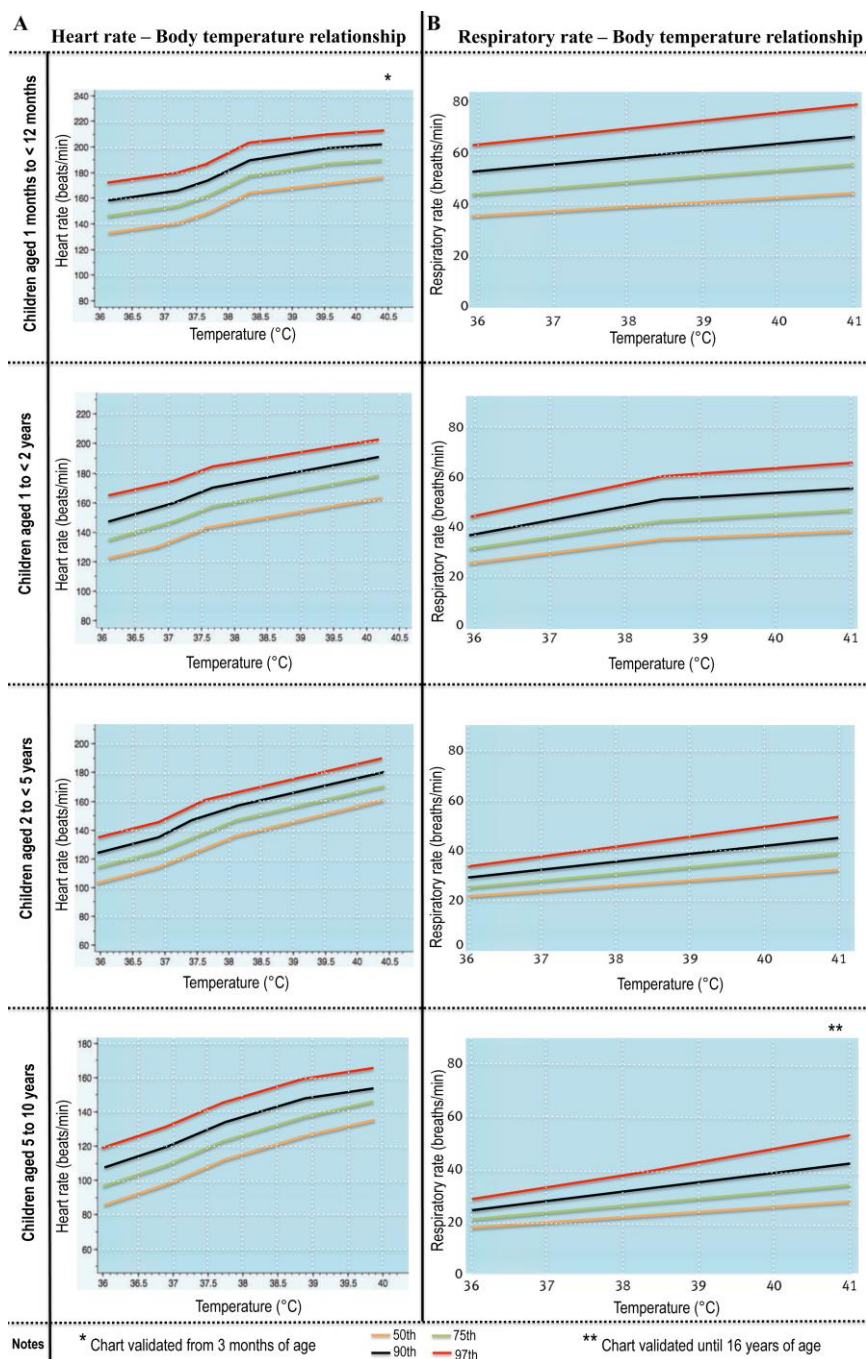 A
Heart rate – Body temperature relationship
B
Respiratory rate – Body temperature relationship
Children aged 1 months to < 12 months
*
240
220
200
180
160
140
120
100
80
Heart rate (beats/min)
36 36.5 37 37.5 38 38.5 39 39.5 40 40.5
Temperature (°C)
80
60
40
20
0
Respiratory rate (breaths/min)
36 37 38 39 40 41
Temperature (°C)
Children aged 1 to < 2 years
220
200
180
160
140
120
100
80
Heart rate (beats/min)
36 36.5 37 37.5 38 38.5 39 39.5 40 40.5
Temperature (°C)
80
60
40
20
0
Respiratory rate (breaths/min)
36 37 38 39 40 41
Temperature (°C)
Children aged 2 to < 5 years
200
180
160
140
120
100
80
60
Heart rate (beats/min)
36 36.5 37 37.5 38 38.5 39 39.5 40 40.5
Temperature (°C)
80
60
40
20
0
Respiratory rate (breaths/min)
36 37 38 39 40 41
Temperature (°C)
Children aged 5 to 10 years
180
160
140
120
100
80
60
Heart rate (beats/min)
36 36.5 37 37.5 38 38.5 39 39.5 40
Temperature (°C)
**
80
60
40
20
0
Respiratory rate (breaths/min)
36 37 38 39 40 41
Temperature (°C)
Notes
* Chart validated from 3 months of age
50th 75th
90th 97th
** Chart validated until 16 years of age